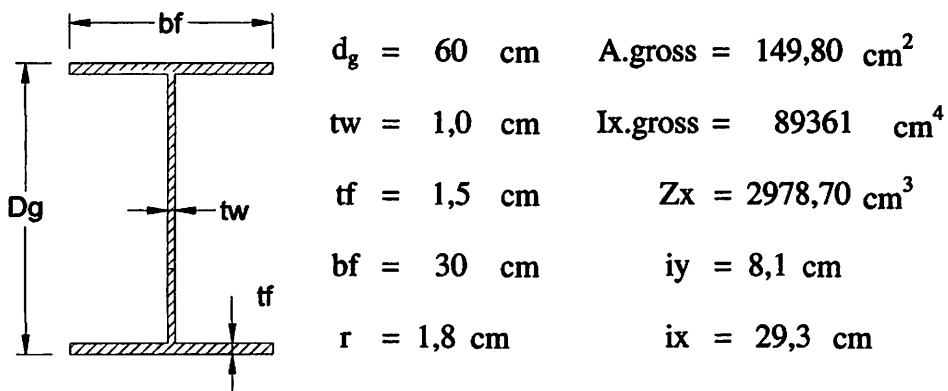 bf
Dg
tw
tf
d_g = 60 cm A.gross = 149,80 cm²
tw = 1,0 cm Ix.gross = 89361 cm⁴
tf = 1,5 cm Zx = 2978,70 cm³
bf = 30 cm iy = 8,1 cm
r = 1,8 cm ix = 29,3 cm